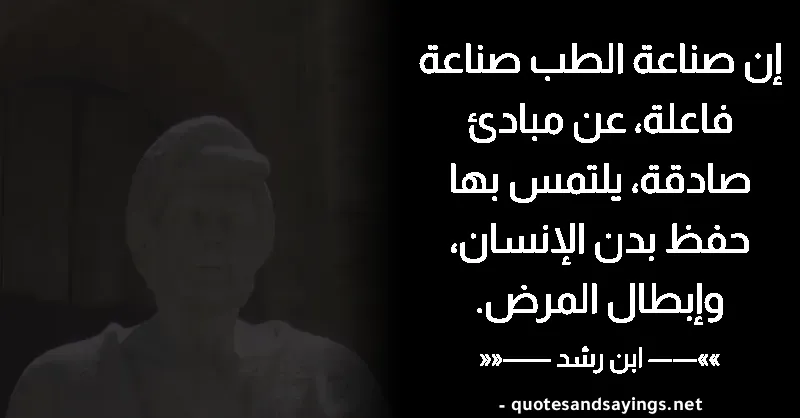 إن صناعة الطب صناعة
فاعلة، عن مبادئ
صادقة، يلتمس بها
حفظ بدن الإنسان،
وإبطال المرض.
»»——— ابن رشد ———««
- quotesandsayings.net